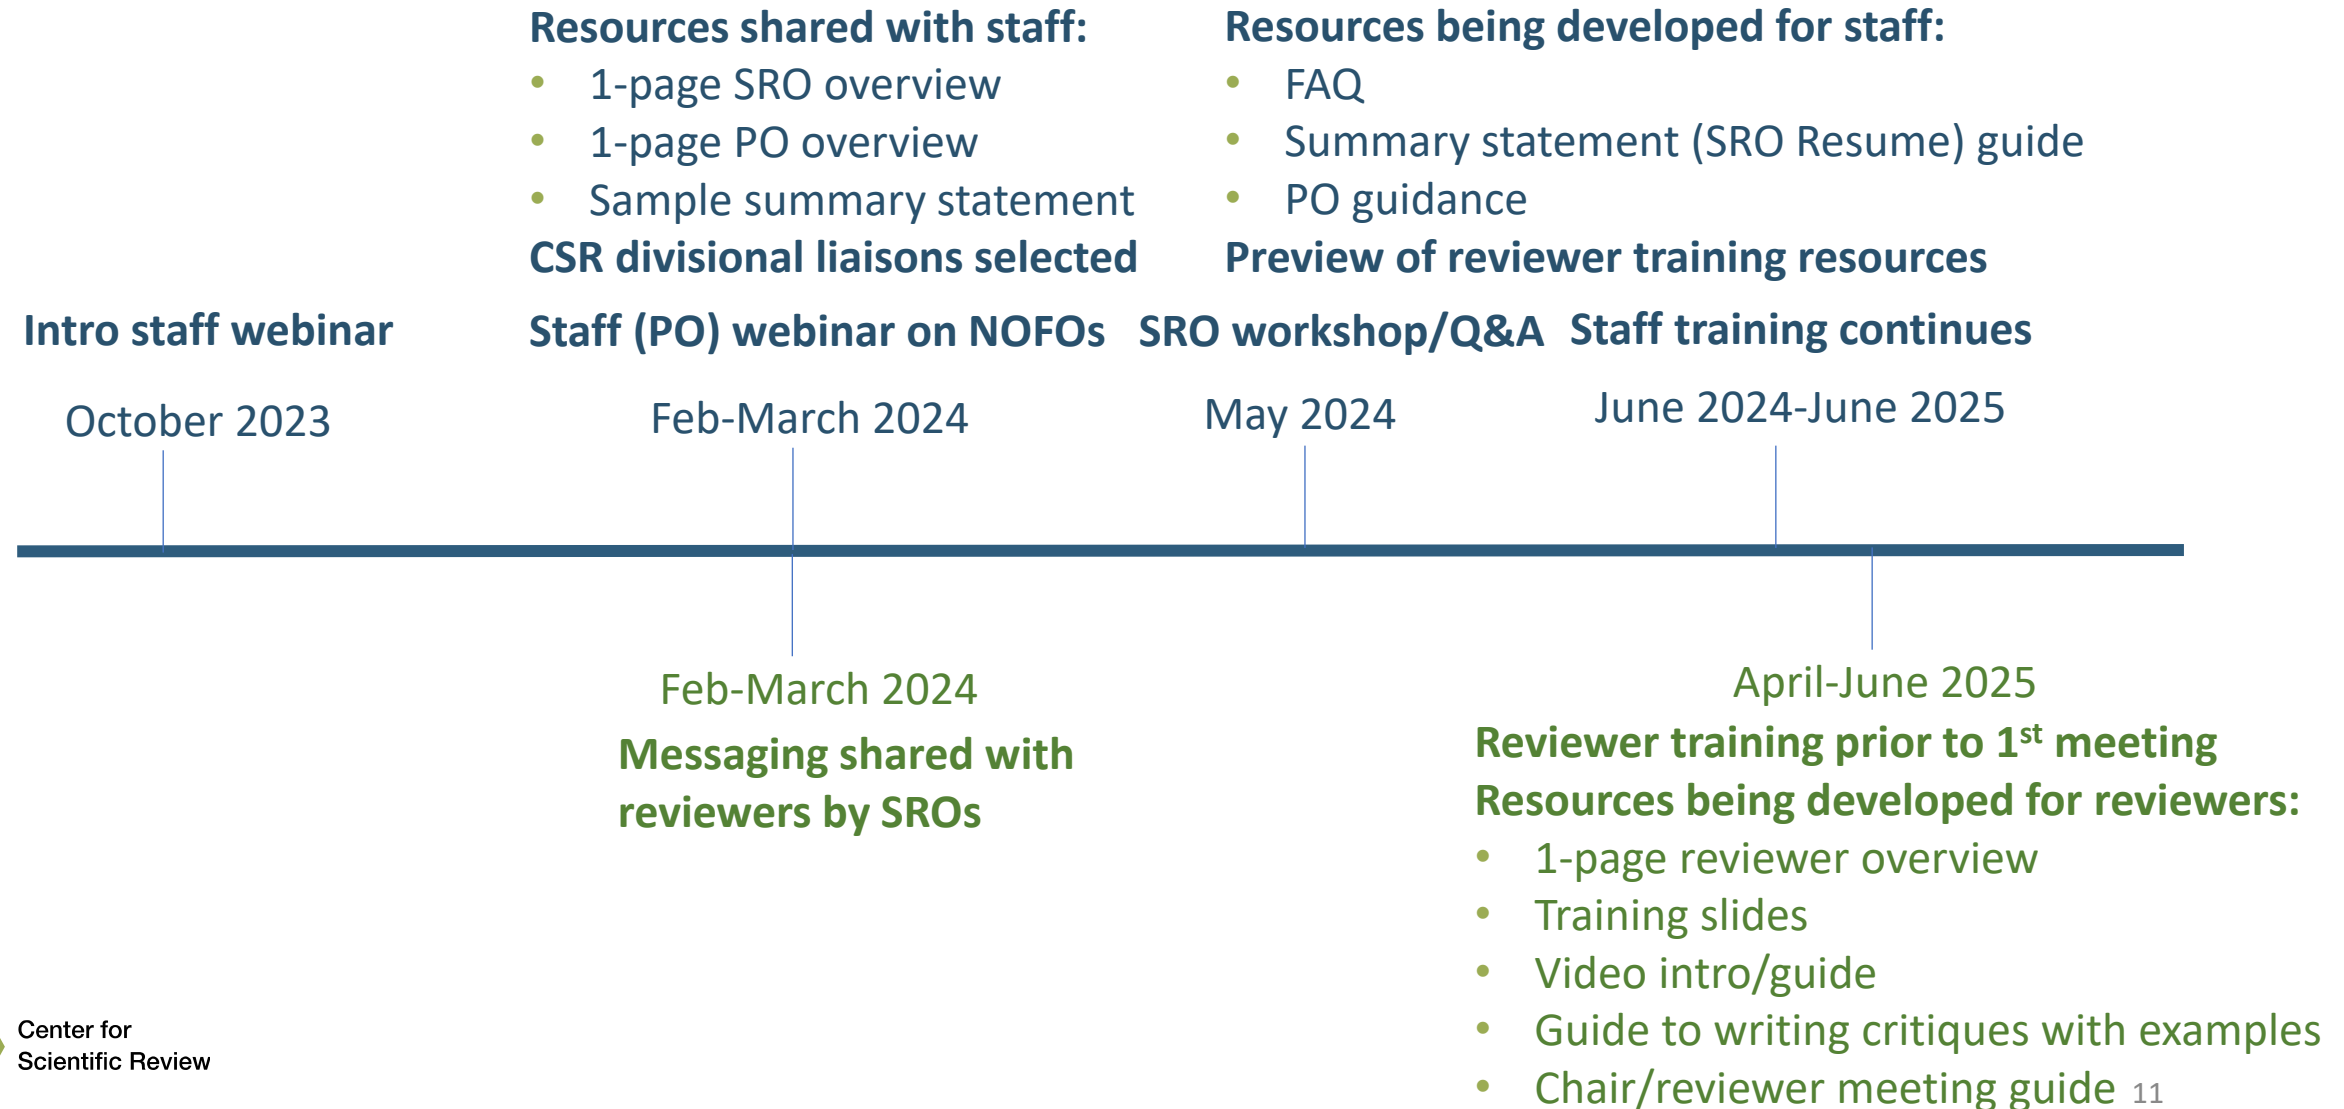 Resources shared with staff:
• 1-page SRO overview
• 1-page PO overview
• Sample summary statement
CSR divisional liaisons selected
Resources being developed for staff:
• FAQ
• Summary statement (SRO Resume) guide
• PO guidance
Preview of reviewer training resources
Intro staff webinar
Staff (PO) webinar on NOFOs
SRO workshop/Q&A
Staff training continues
October 2023
Feb-March 2024
May 2024
June 2024-June 2025
Feb-March 2024
Messaging shared with
reviewers by SROs
April-June 2025
Reviewer training prior to 1st meeting
Resources being developed for reviewers:
• 1-page reviewer overview
• Training slides
• Video intro/guide
• Guide to writing critiques with examples
• Chair/reviewer meeting guide
Center for
Scientific Review
11